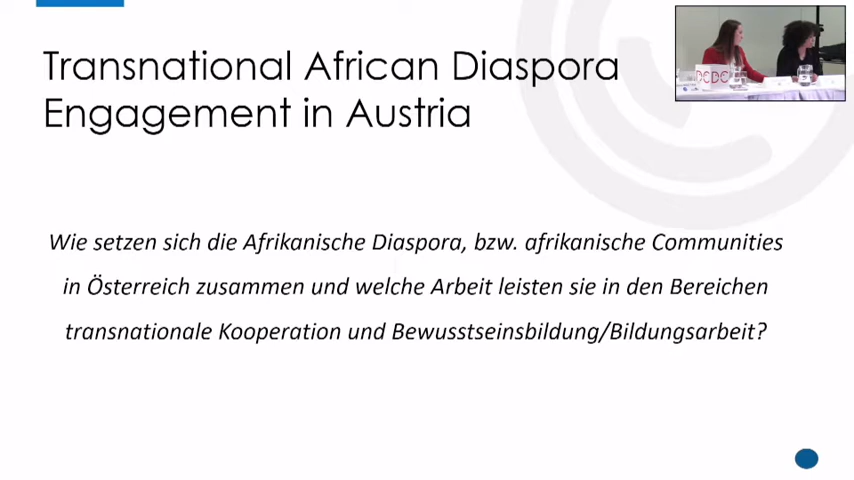 Transnational African Diaspora
Engagement in Austria
Wie setzen sich die Afrikanische Diaspora, bzw. afrikanische Communities
in Österreich zusammen und welche Arbeit leisten sie in den Bereichen
transnationale Kooperation und Bewusstseinsbildung/Bildungsarbeit?